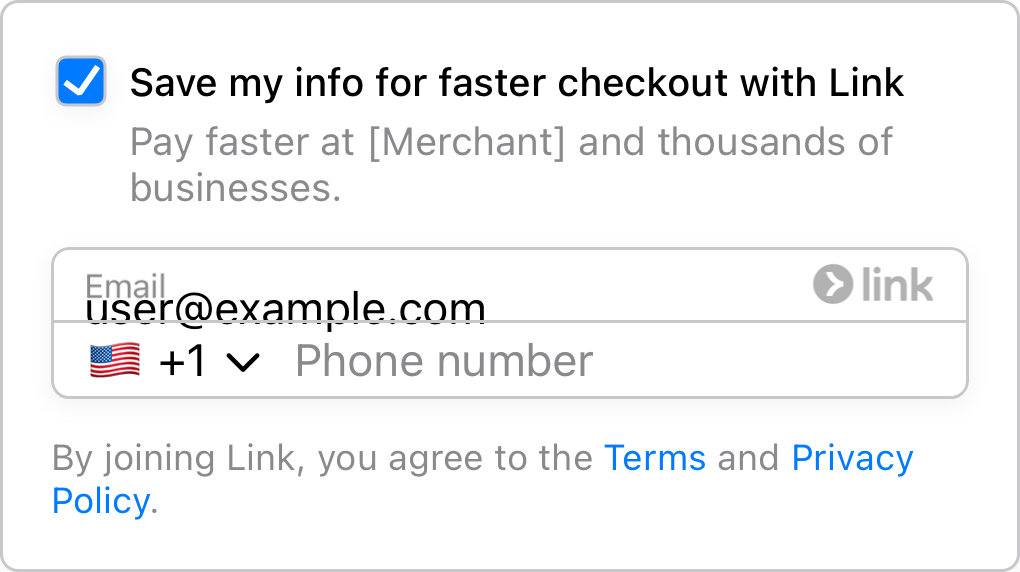 Save my info for faster checkout with Link
Pay faster at [Merchant] and thousands of
businesses.
Email
link
user@example.com
+1 Phone number
By joining Link, you agree to the Terms and Privacy
Policy.